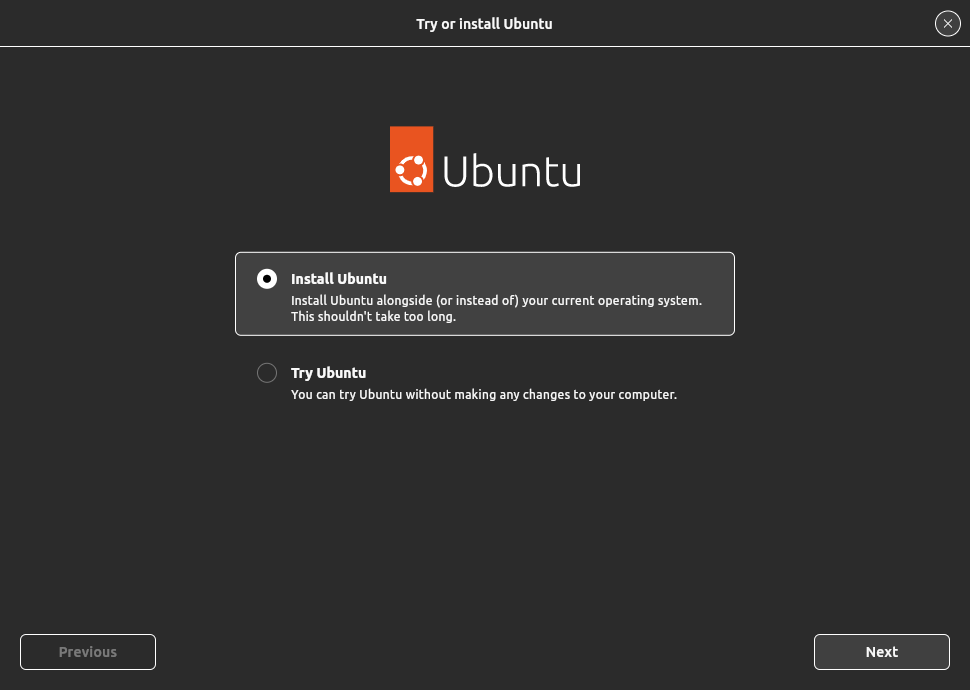 Try or install Ubuntu
Ubuntu
Install Ubuntu
Install Ubuntu alongside (or instead of) your current operating system.
This shouldn't take too long.
Try Ubuntu
You can try Ubuntu without making any changes to your computer.
Previous
Next